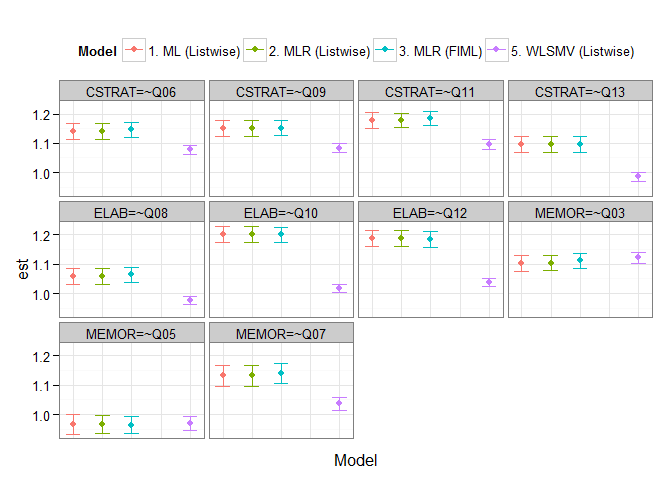 Model 1. ML (Listwise) 2. MLR (Listwise) 3. MLR (FIML) 5. WLSMV (Listwise)
CSTRAT=~Q06 CSTRAT=~Q09 CSTRAT=~Q11 CSTRAT=~Q13
1.2
1.1
1.0
ELAB=~Q08 ELAB=~Q10 ELAB=~Q12 MEMOR=~Q03
1.2
1.1
1.0
est
MEMOR=~Q05 MEMOR=~Q07
1.2
1.1
1.0
Model